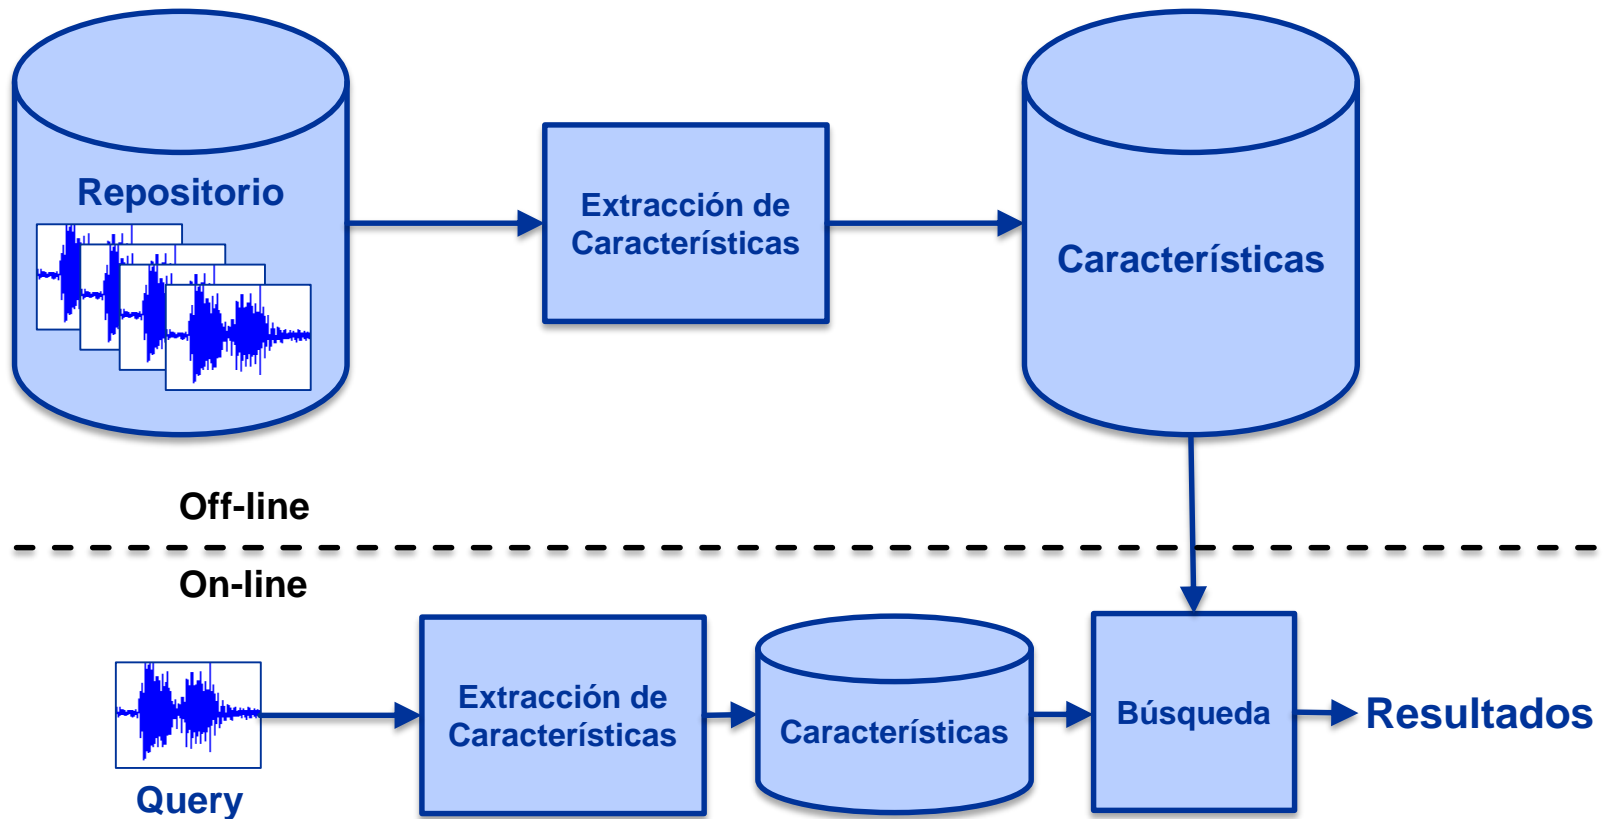 Repositorio
Extracción de
Características
Características
Off-line
On-line
Query
Extracción de
Características
Características
Búsqueda
Resultados